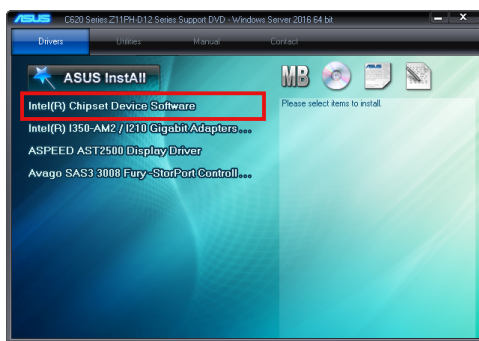 ASUS C620 Series Z11PH-D12 Series Support DVD - Windows Server 2016 64 bit
Drivers Utilities Manual Contact
ASUS InstAll
MB
Please select items to install.
Intel(R) Chipset Device Software
Intel(R) I350-AM2 / I210 Gigabit Adapters...
ASPEED AST2500 Display Driver
Avago SAS3 3008 Fury-StorPort Controll...